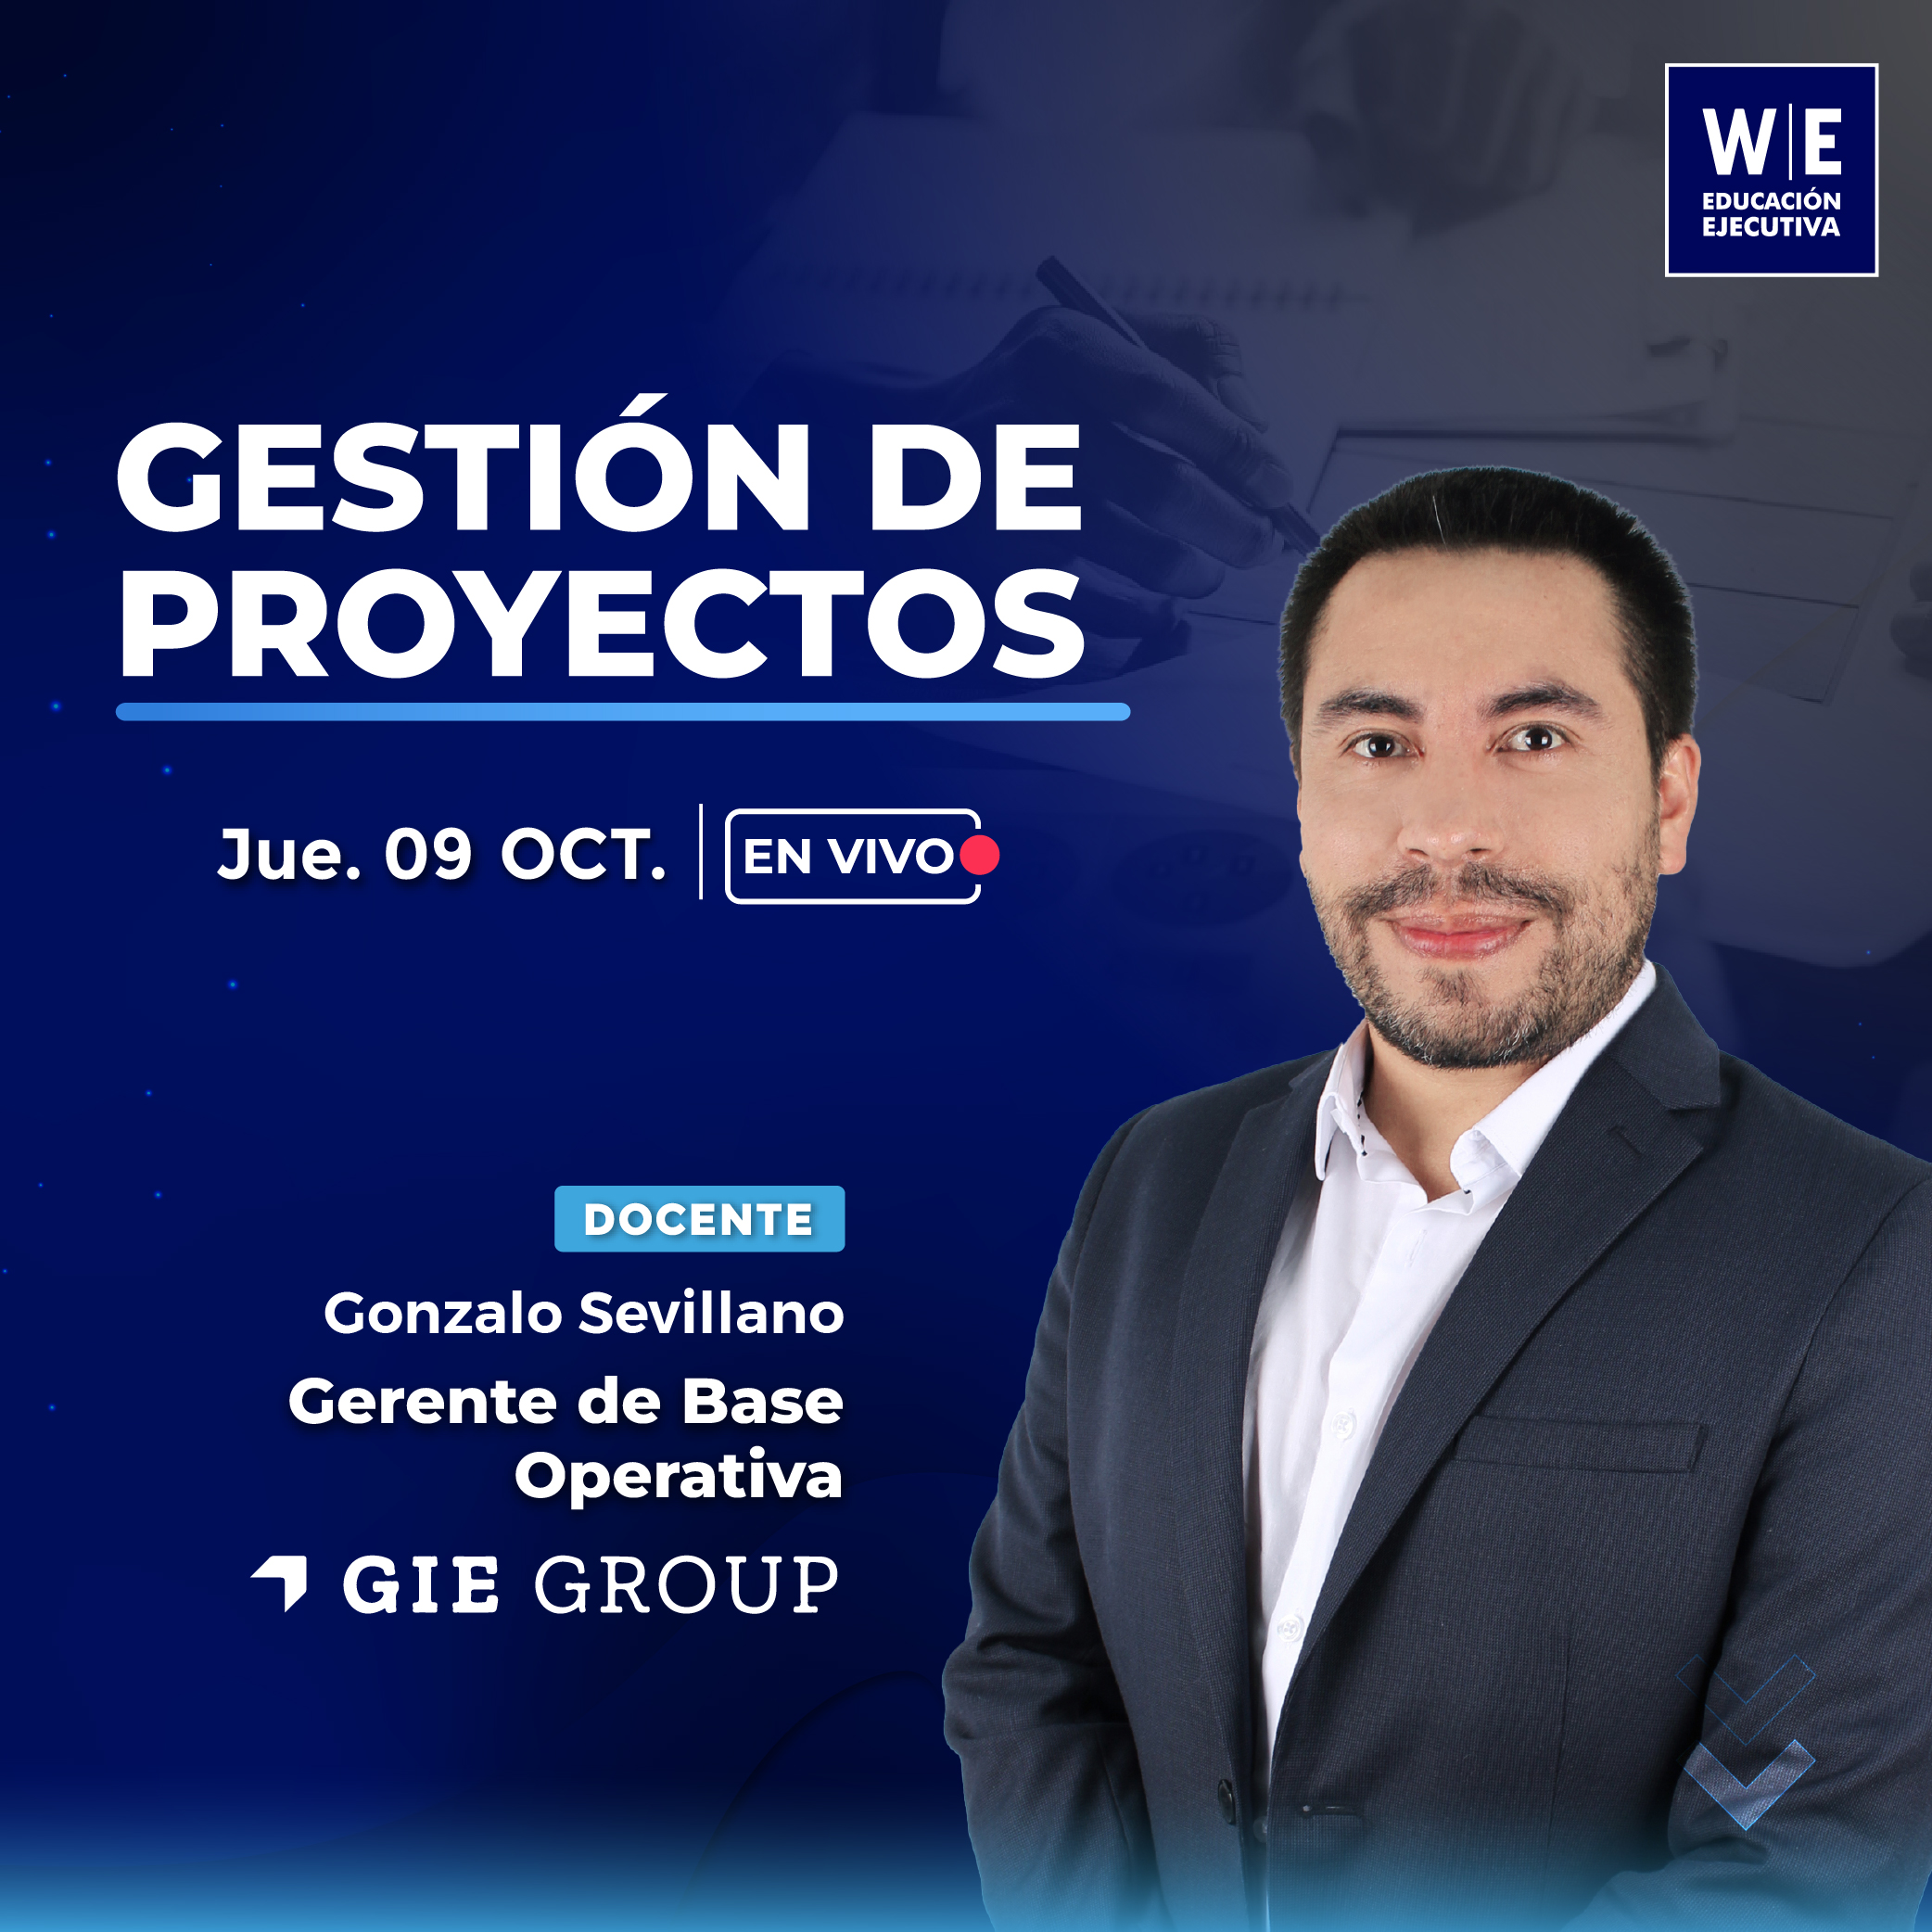 W|E
EDUCACIÓN
EJECUTIVA
GESTIÓN DE
PROYECTOS
Jue. 09 OCT. | EN VIVO
DOCENTE
Gonzalo Sevillano
Gerente de Base
Operativa
GIE GROUP